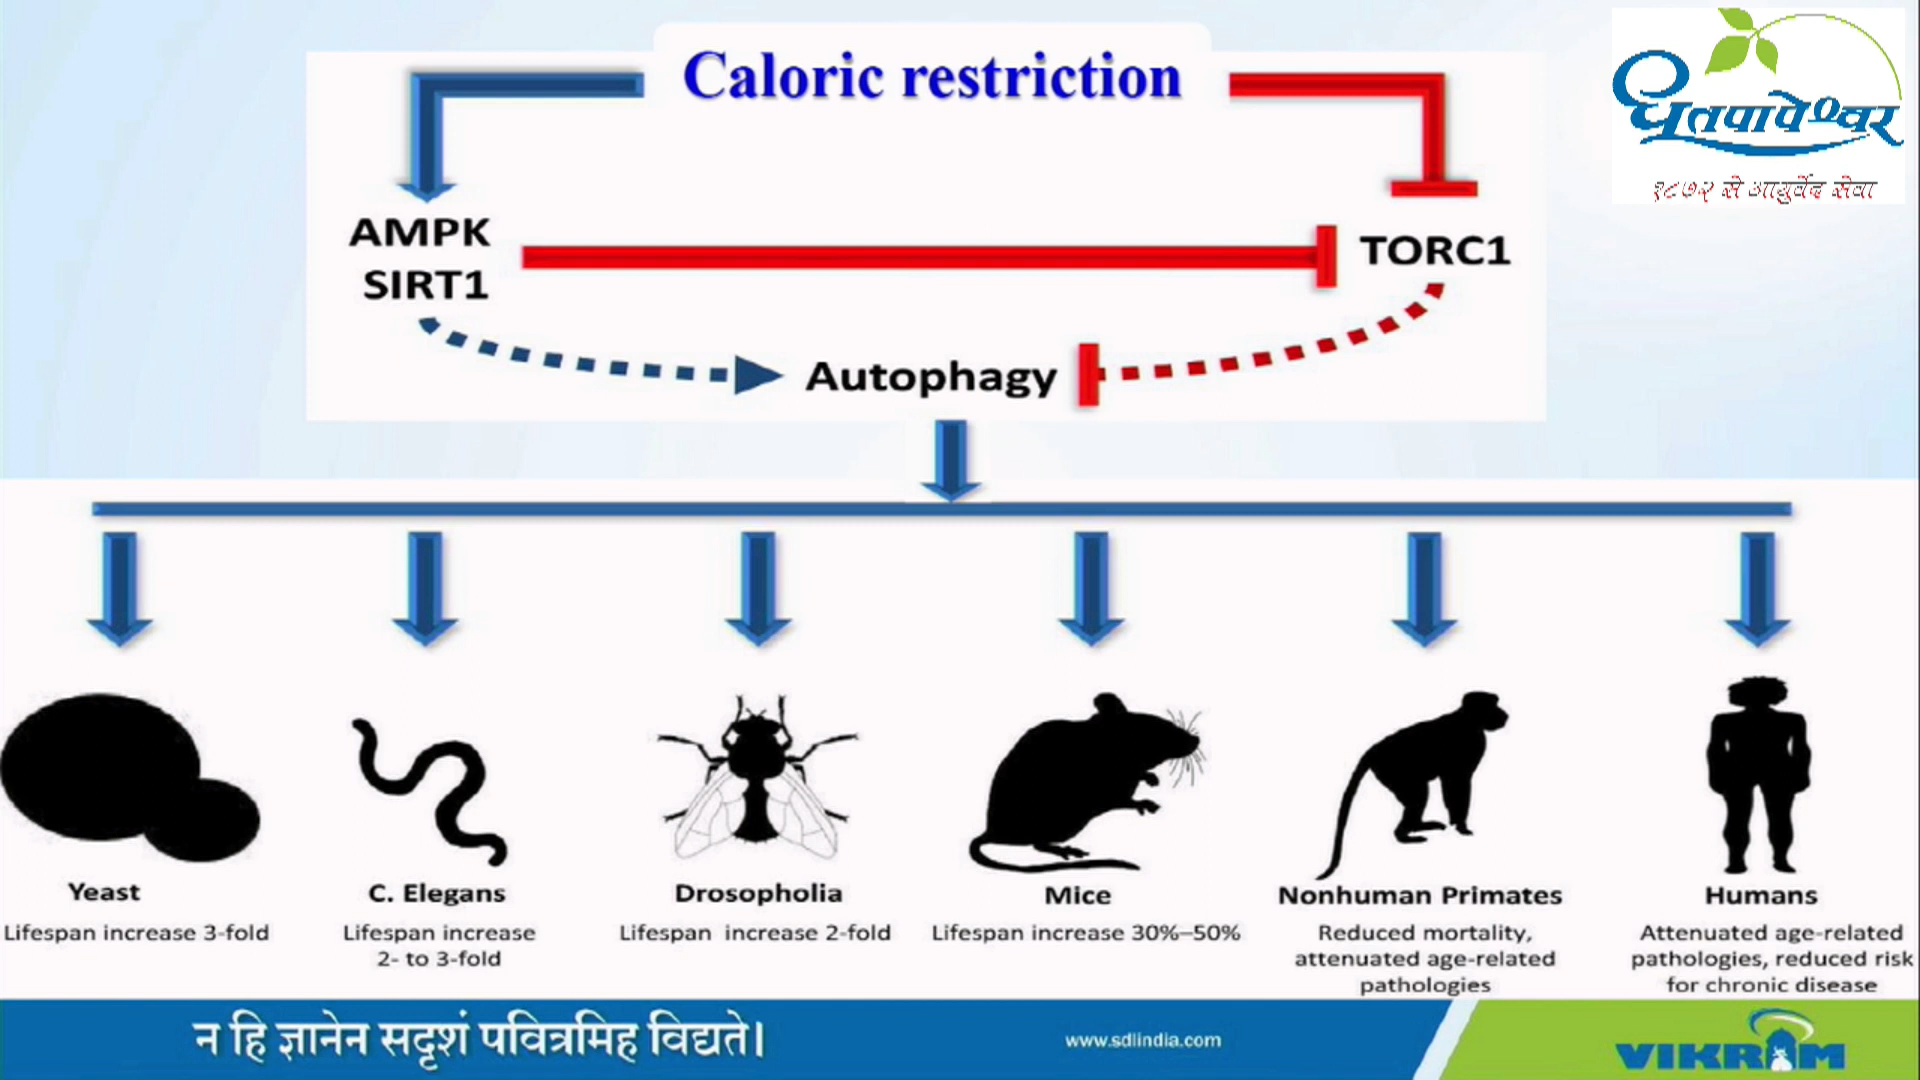 Caloric restriction
धूतपापेश्वर
१८७२ से आयुर्वेद सेवा
AMPK
SIRT1
TORC1
Autophagy
Yeast
Lifespan increase 3-fold
C. Elegans
Lifespan increase
2- to 3-fold
Drosopholia
Lifespan increase 2-fold
Mice
Lifespan increase 30%–50%
Nonhuman Primates
Reduced mortality,
attenuated age-related
pathologies
Humans
Attenuated age-related
pathologies, reduced risk
for chronic disease
न हि ज्ञानेन सदृशं पवित्रमिह विद्यते।
www.sdlindia.com
VIKRAM